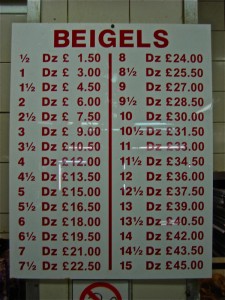 BEIGELS
½ Dz £ 1.50
1 Dz £ 3.00
1½ Dz £ 4.50
2 Dz £ 6.00
2½ Dz £ 7.50
3 Dz £ 9.00
3½ Dz £10.50
4 Dz £12.00
4½ Dz £13.50
5 Dz £15.00
5½ Dz £16.50
6 Dz £18.00
6½ Dz £19.50
7 Dz £21.00
7½ Dz £22.50
8 Dz £24.00
8½ Dz £25.50
9 Dz £27.00
9½ Dz £28.50
10 Dz £30.00
10½ Dz £31.50
11 Dz £33.00
11½ Dz £34.50
12 Dz £36.00
12½ Dz £37.50
13 Dz £39.00
13½ Dz £40.50
14 Dz £42.00
14½ Dz £43.50
15 Dz £45.00